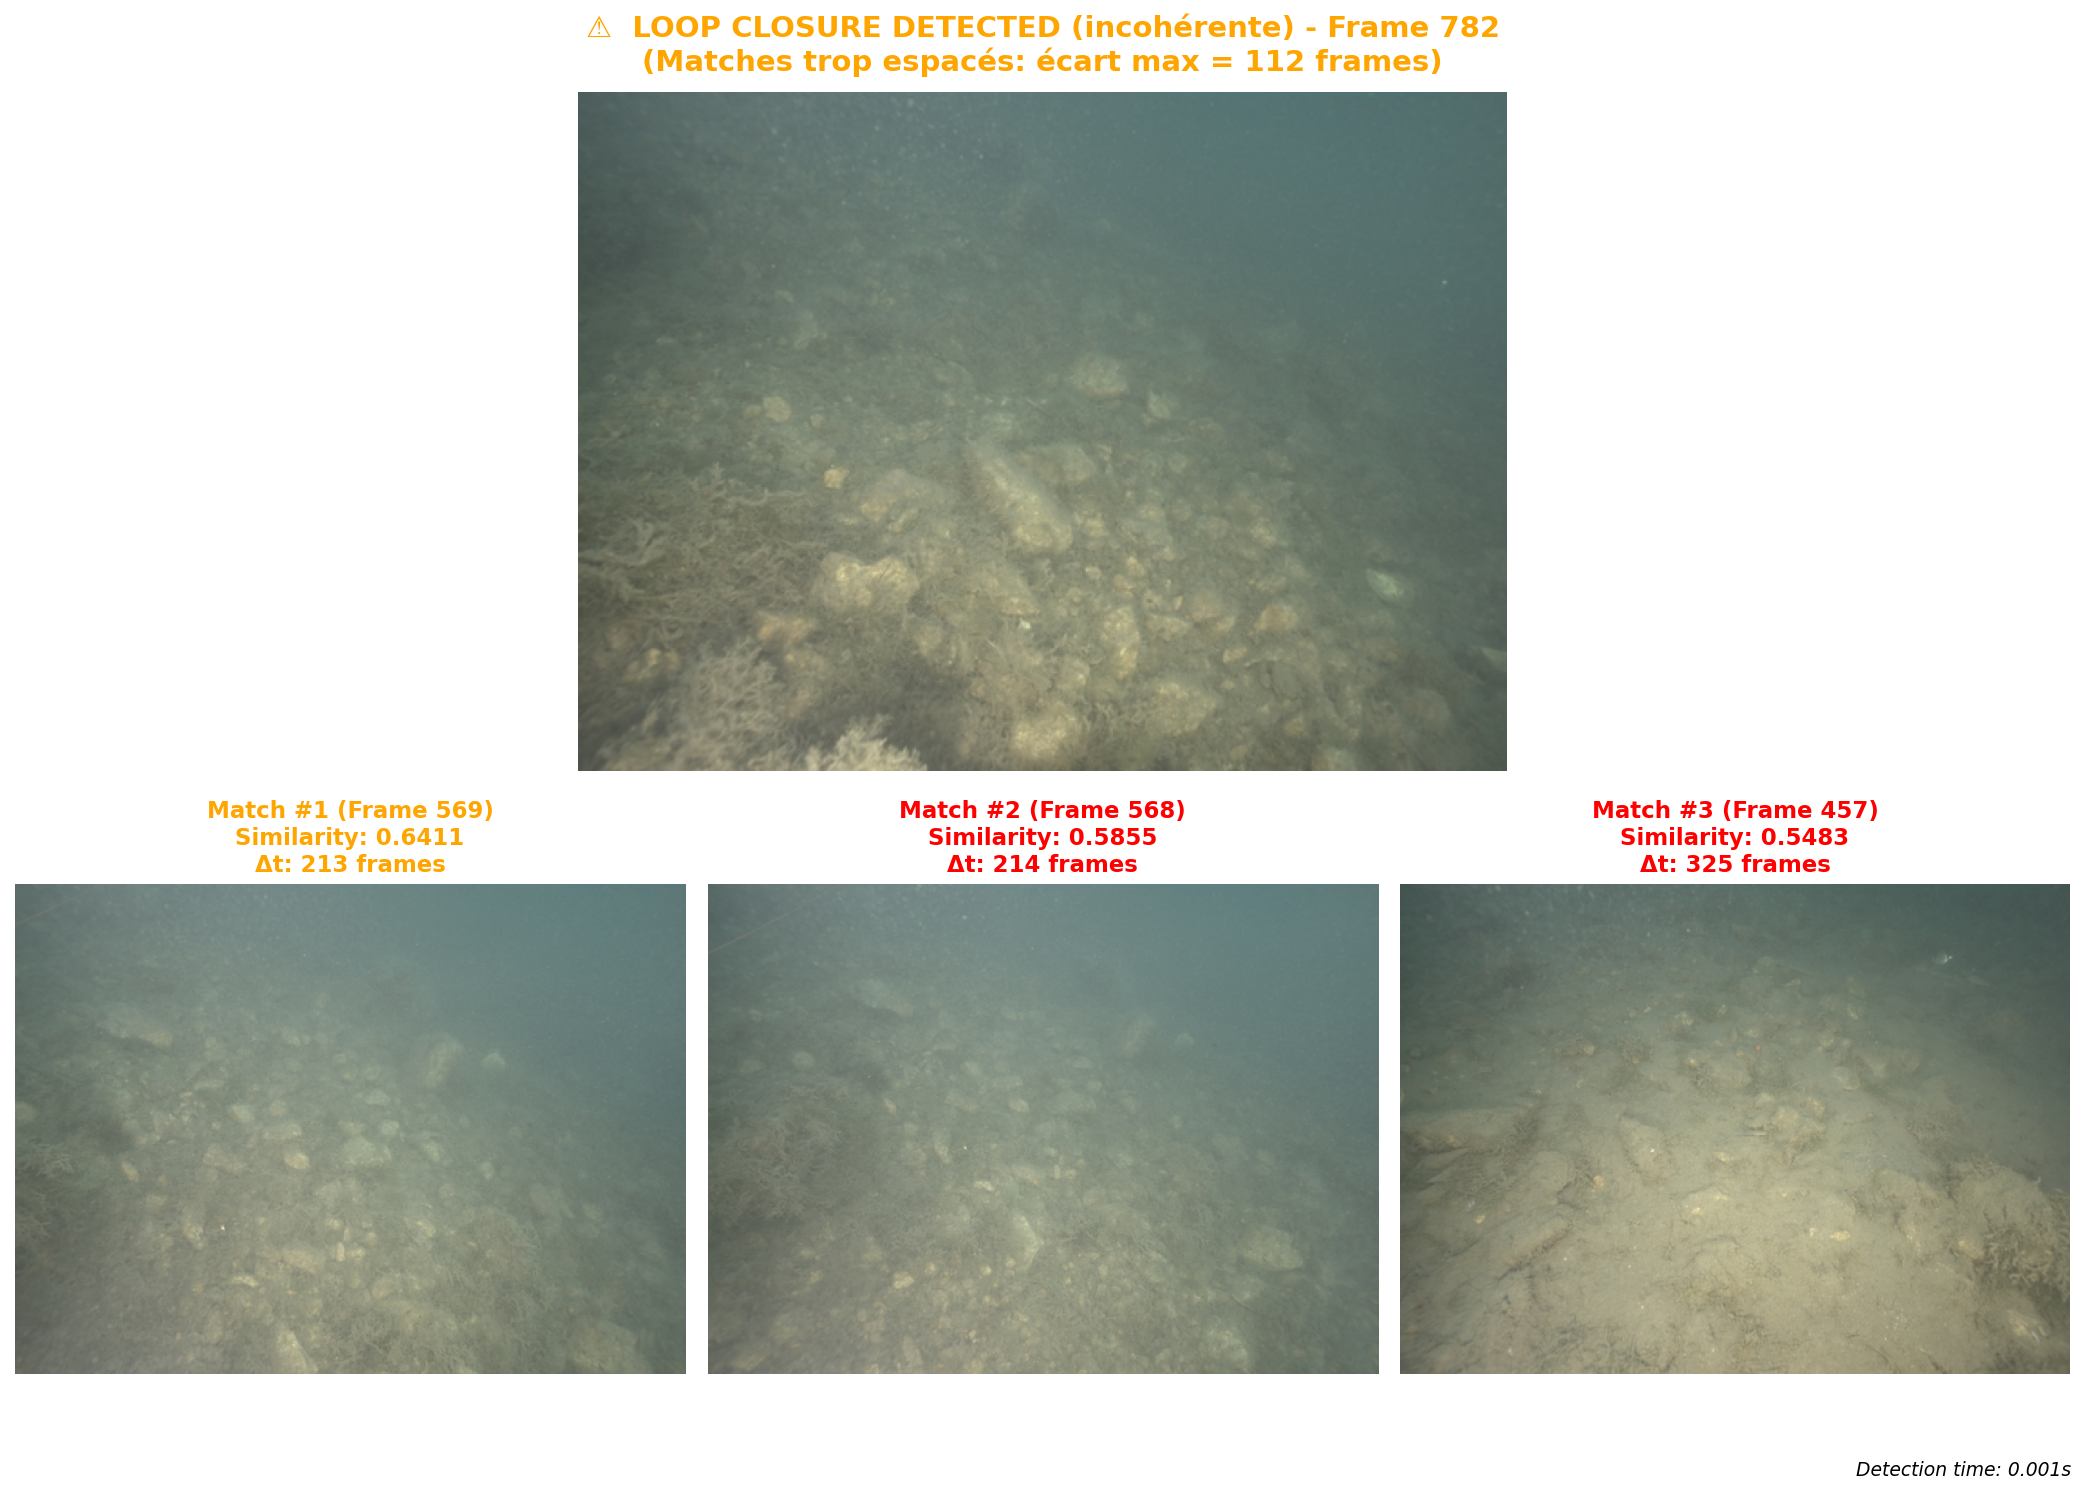 ⚠ LOOP CLOSURE DETECTED (incohérente) - Frame 782
(Matches trop espacés: écart max = 112 frames)
Match #1 (Frame 569)
Similarity: 0.6411
Δt: 213 frames
Match #2 (Frame 568)
Similarity: 0.5855
Δt: 214 frames
Match #3 (Frame 457)
Similarity: 0.5483
Δt: 325 frames
Detection time: 0.001s